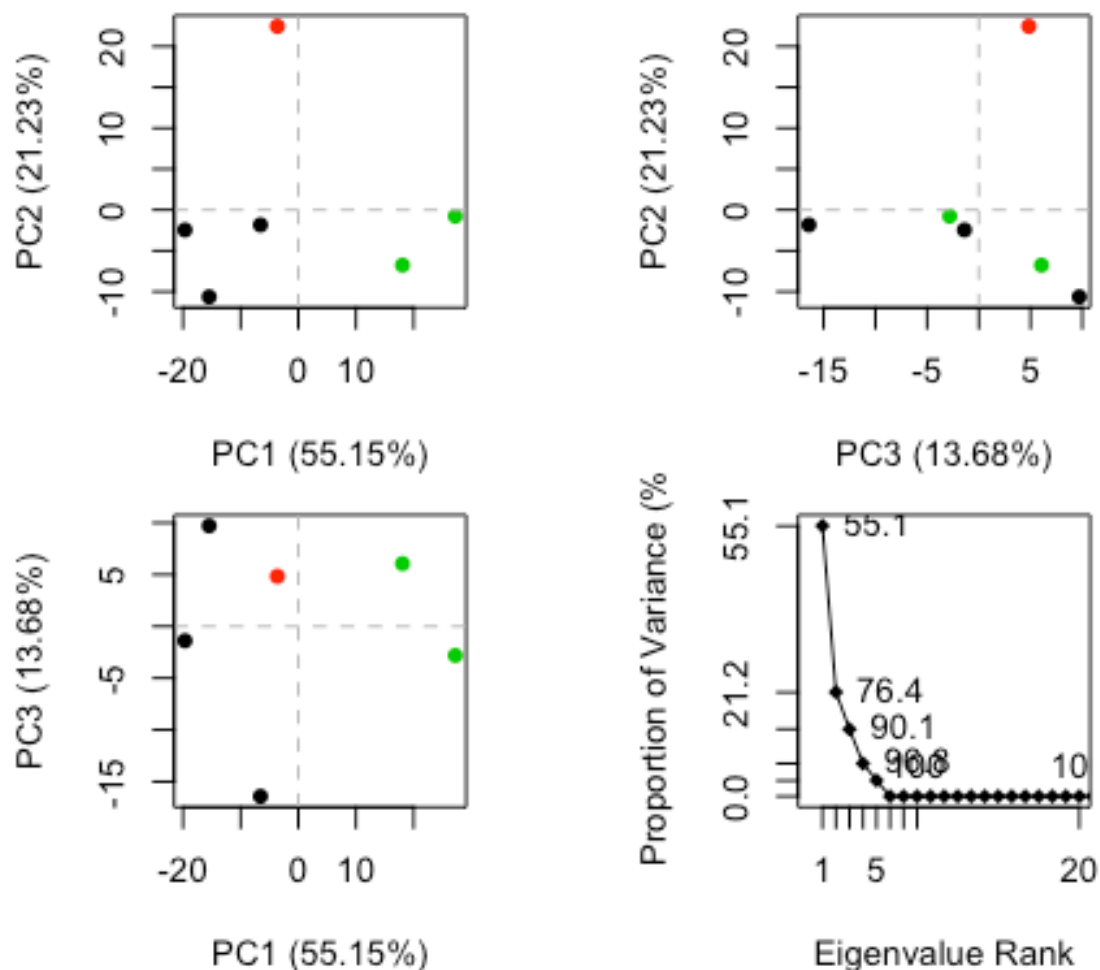 PC2 (21.23%)
20
10
0
-10
-20 0 10
PC1 (55.15%)
PC2 (21.23%)
20
10
0
-10
-15 -5 5
PC3 (13.68%)
PC3 (13.68%)
5
-5
-15
-20 0 10
PC1 (55.15%)
Proportion of Variance (%
55.1
21.2
0.0
55.1
76.4
90.1
100
10
1 5 20
Eigenvalue Rank